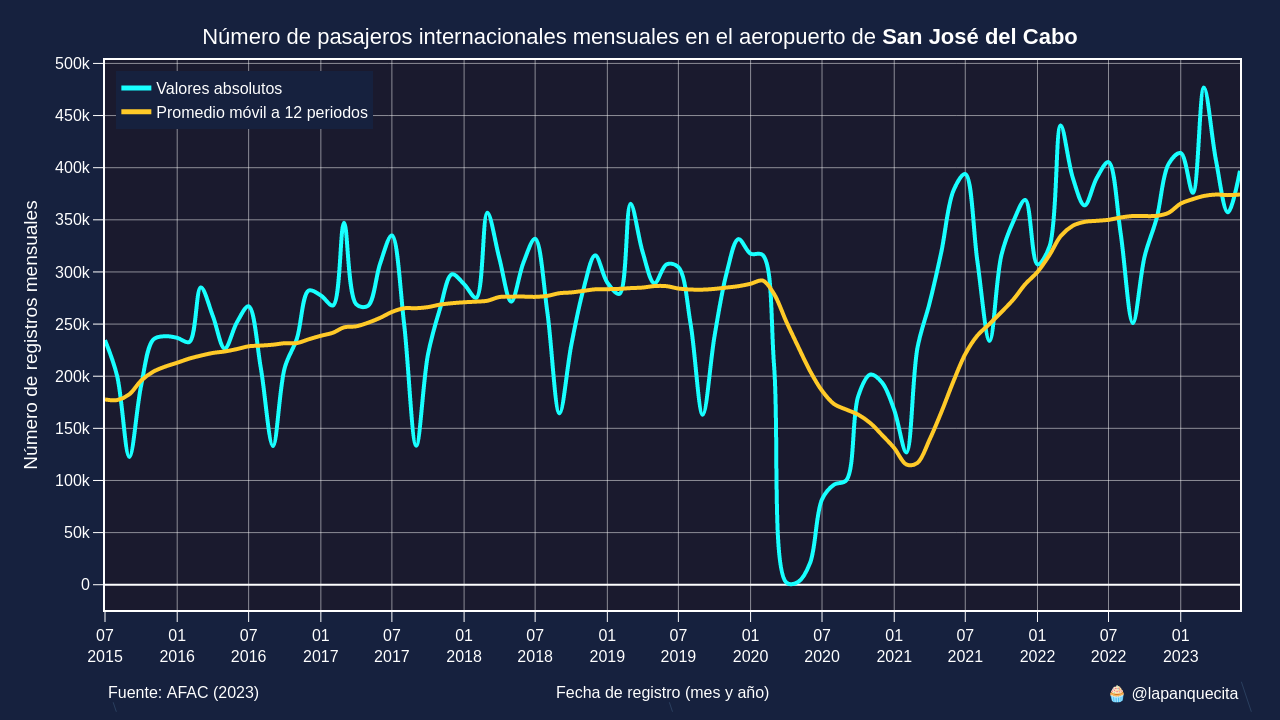 Número de pasajeros internacionales mensuales en el aeropuerto de San José del Cabo
Valores absolutos
Promedio móvil a 12 periodos
Número de registros mensuales
500k
450k
400k
350k
300k
250k
200k
150k
100k
50k
0
07 01 07 01 07 01 07 01 07 01 07 01 07 01 07 01
2015 2016 2016 2017 2017 2018 2018 2019 2019 2020 2020 2021 2021 2022 2022 2023
Fuente: AFAC (2023)
Fecha de registro (mes y año)
🧁 @lapanquecita